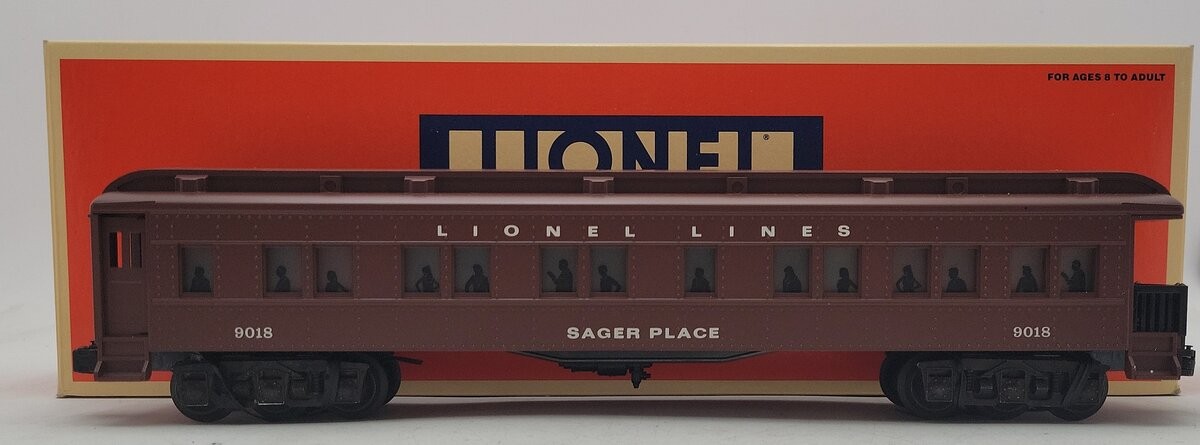 FOR AGES 8 TO ADULT
LIONEL®
LIONEL LINES
9018 SAGER PLACE 9018